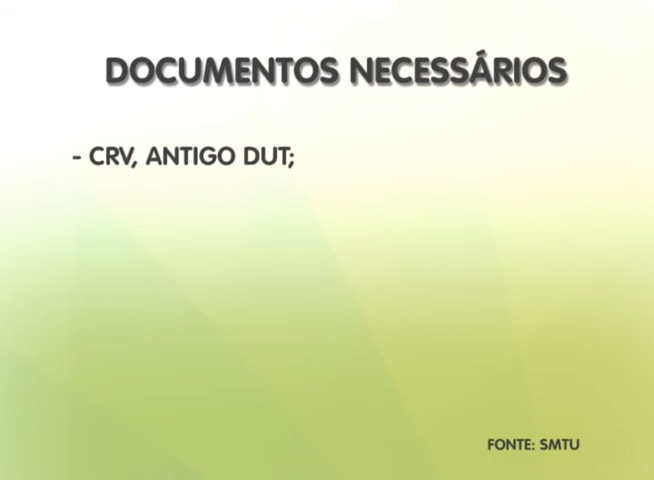 DOCUMENTOS NECESSÁRIOS
- CRV, ANTIGO DUT;
FONTE: SMTU